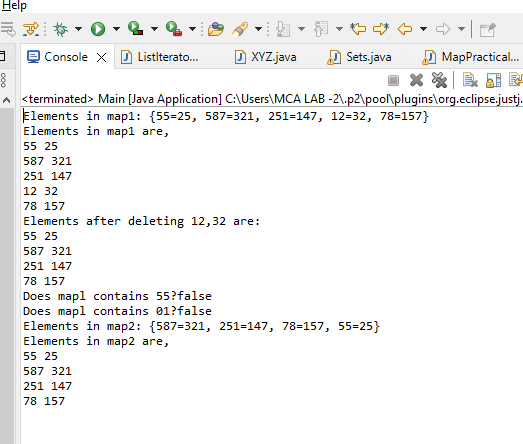 Help
Console
ListIterato...
XYZ.java
Sets.java
MapPractical...
<terminated> Main [Java Application] C:\Users\MCA LAB -2\.p2\pool\plugins\org.eclipse.justj.
Elements in map1: {55=25, 587=321, 251=147, 12=32, 78=157}
Elements in map1 are,
55 25
587 321
251 147
12 32
78 157
Elements after deleting 12,32 are:
55 25
587 321
251 147
78 157
Does mapl contains 55?false
Does mapl contains 01?false
Elements in map2: {587=321, 251=147, 78=157, 55=25}
Elements in map2 are,
55 25
587 321
251 147
78 157